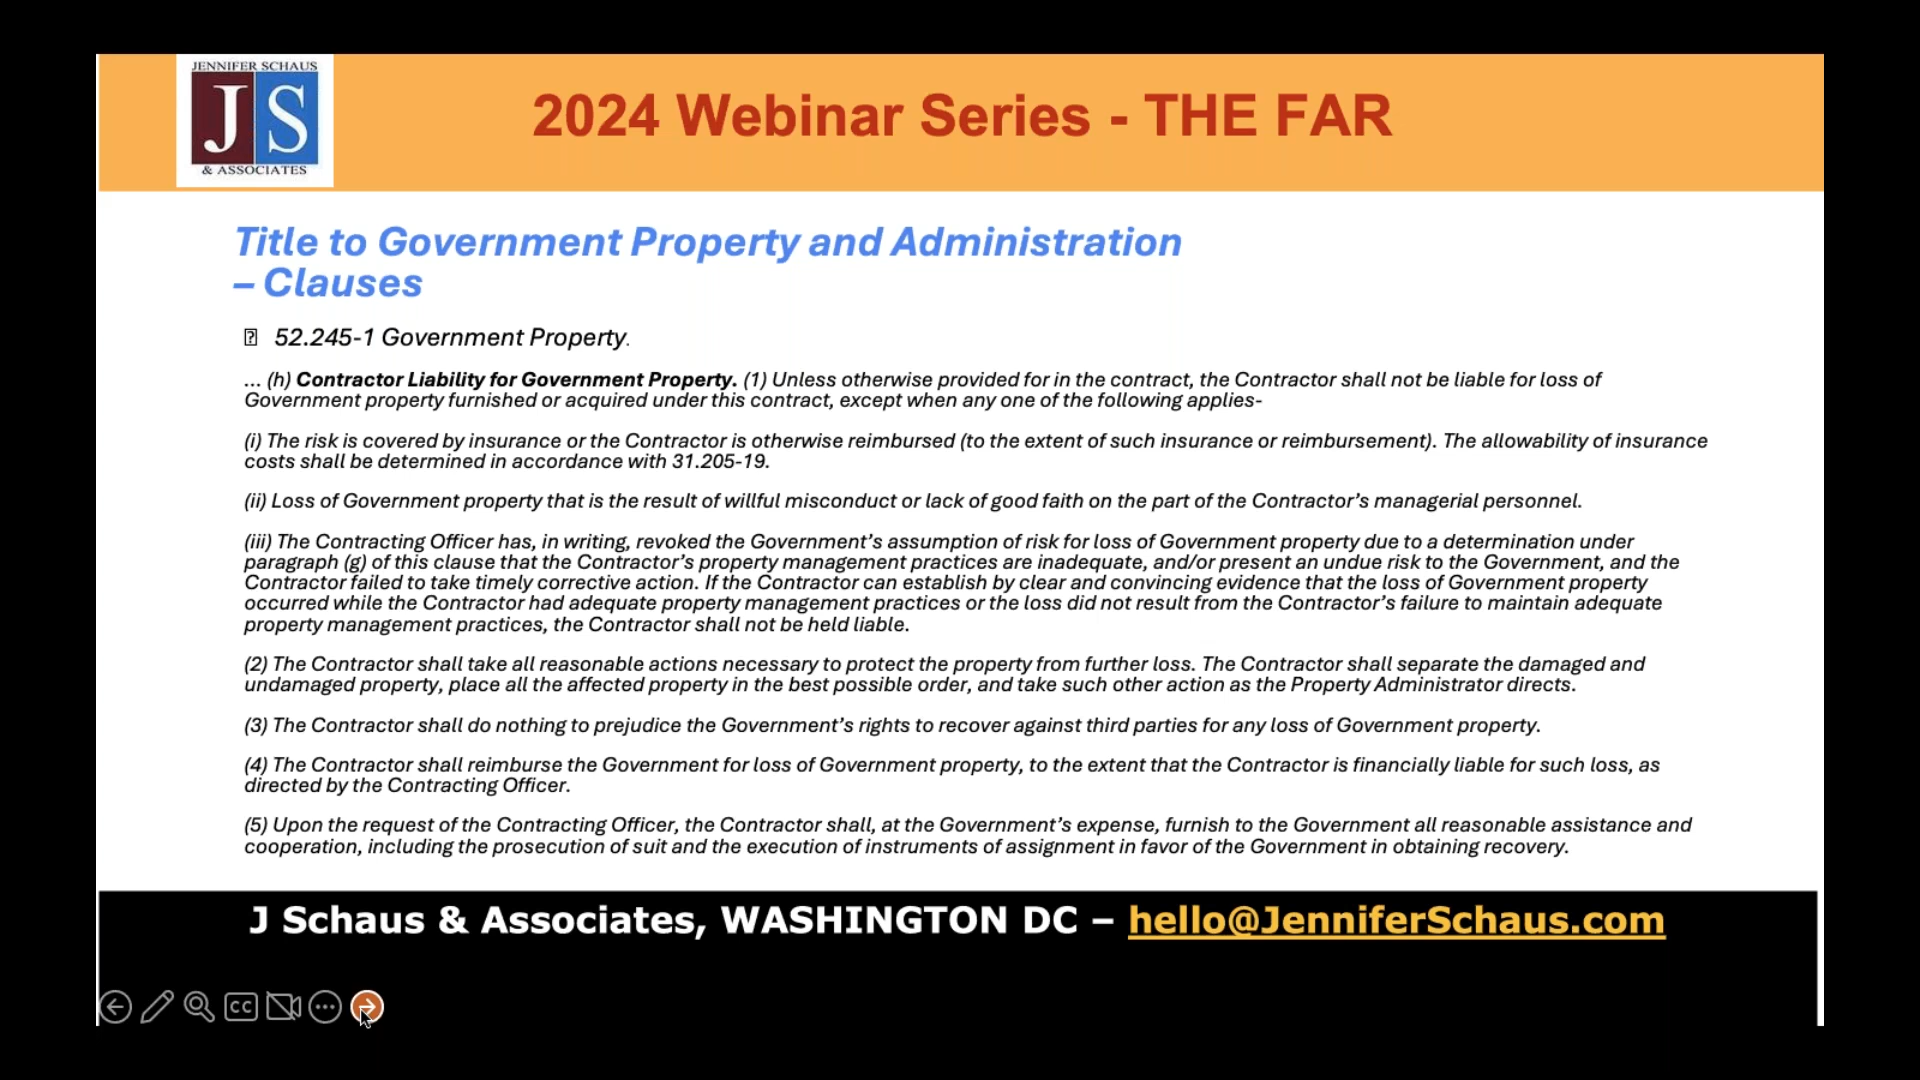 JENNIFER SCHAUS
JS
& ASSOCIATES
2024 Webinar Series - THE FAR
Title to Government Property and Administration
– Clauses
52.245-1 Government Property.
... (h) Contractor Liability for Government Property. (1) Unless otherwise provided for in the contract, the Contractor shall not be liable for loss of
Government property furnished or acquired under this contract, except when any one of the following applies-
(i) The risk is covered by insurance or the Contractor is otherwise reimbursed (to the extent of such insurance or reimbursement). The allowability of insurance
costs shall be determined in accordance with 31.205-19.
(ii) Loss of Government property that is the result of willful misconduct or lack of good faith on the part of the Contractor’s managerial personnel.
(iii) The Contracting Officer has, in writing, revoked the Government’s assumption of risk for loss of Government property due to a determination under
paragraph (g) of this clause that the Contractor’s property management practices are inadequate, and/or present an undue risk to the Government, and the
Contractor failed to take timely corrective action. If the Contractor can establish by clear and convincing evidence that the loss of Government property
occurred while the Contractor had adequate property management practices or the loss did not result from the Contractor’s failure to maintain adequate
property management practices, the Contractor shall not be held liable.
(2) The Contractor shall take all reasonable actions necessary to protect the property from further loss. The Contractor shall separate the damaged and
undamaged property, place all the affected property in the best possible order, and take such other action as the Property Administrator directs.
(3) The Contractor shall do nothing to prejudice the Government’s rights to recover against third parties for any loss of Government property.
(4) The Contractor shall reimburse the Government for loss of Government property, to the extent that the Contractor is financially liable for such loss, as
directed by the Contracting Officer.
(5) Upon the request of the Contracting Officer, the Contractor shall, at the Government’s expense, furnish to the Government all reasonable assistance and
cooperation, including the prosecution of suit and the execution of instruments of assignment in favor of the Government in obtaining recovery.
J Schaus & Associates, WASHINGTON DC – hello@JenniferSchaus.com
CC